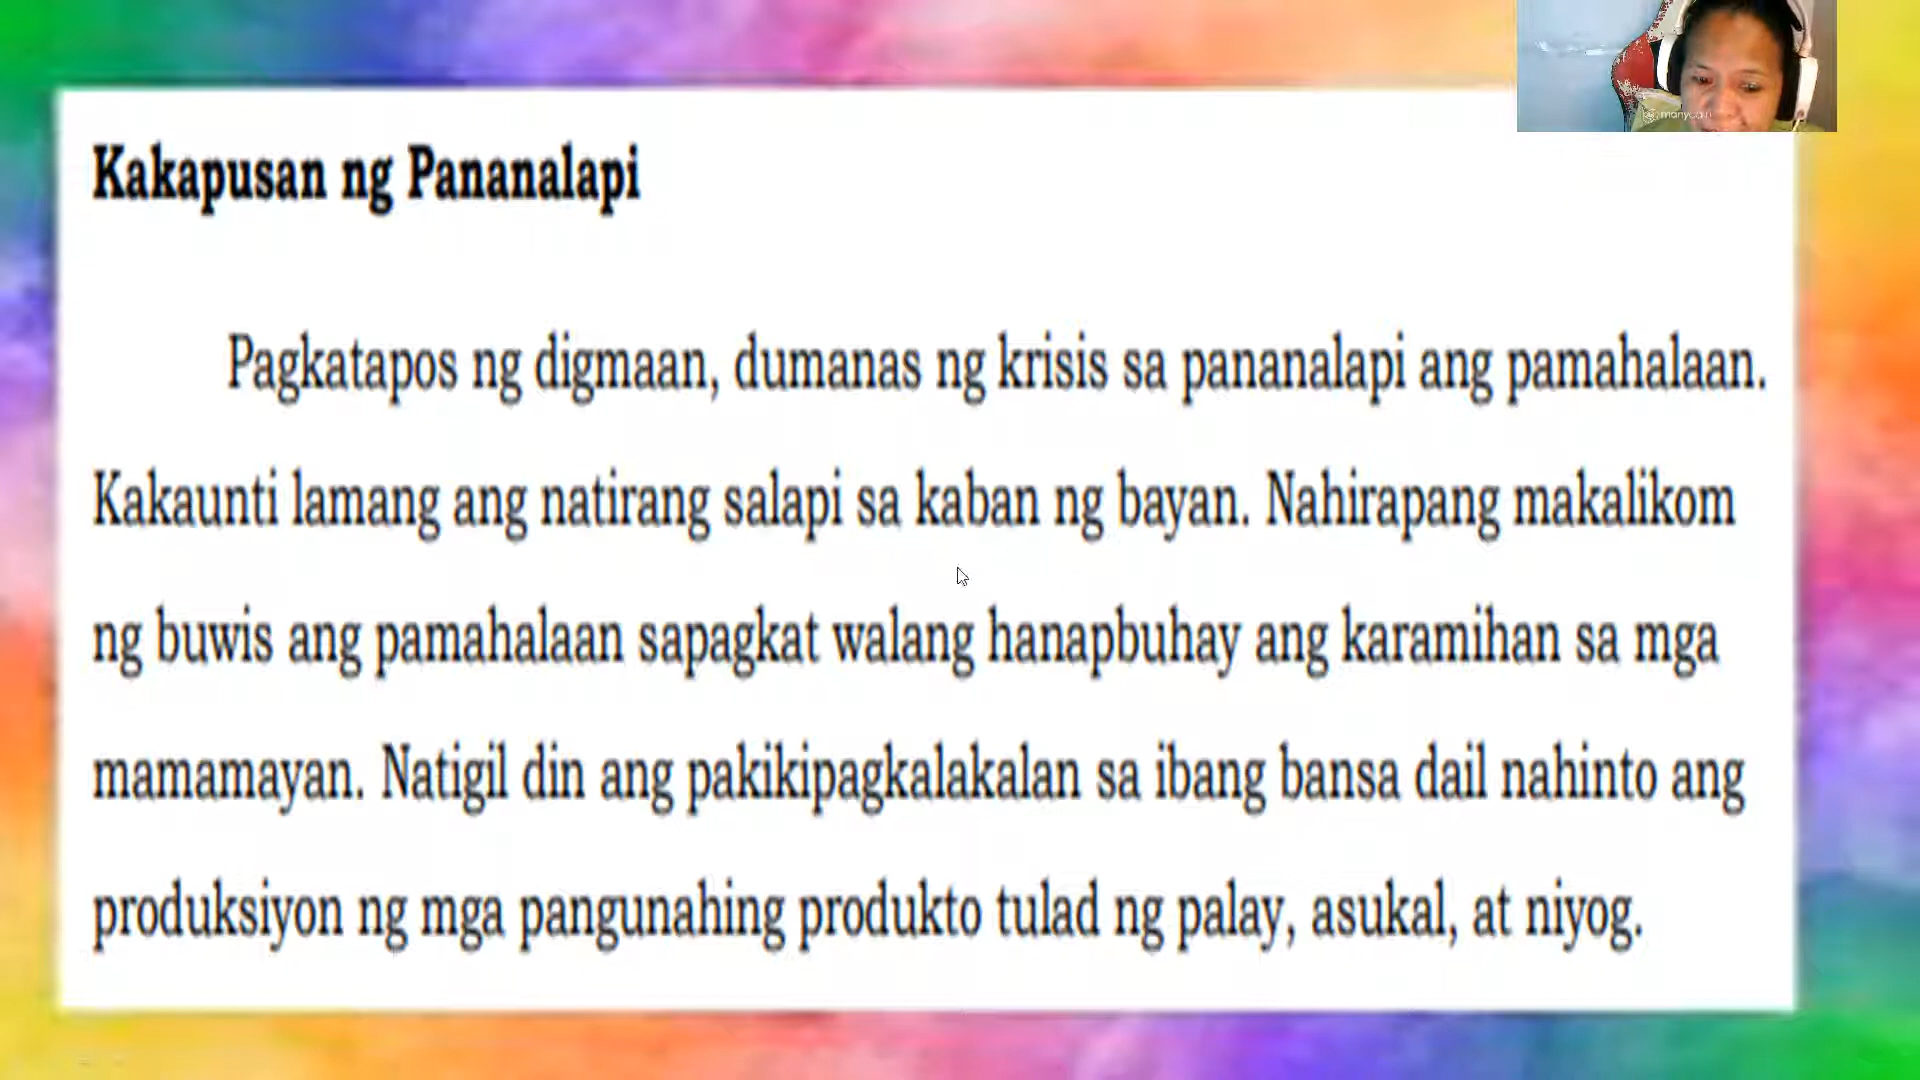 Kakapusan ng Pananalapi
Pagkatapos ng digmaan, dumanas ng krisis sa pananalapi ang pamahalaan.
Kakaunti lamang ang natirang salapi sa kaban ng bayan. Nahirapang makalikom
ng buwis ang pamahalaan sapagkat walang hanapbuhay ang karamihan sa mga
mamamayan. Natigil din ang pakikipagkalakalan sa ibang bansa dail nahinto ang
produksiyon ng mga pangunahing produkto tulad ng palay, asukal, at niyog.